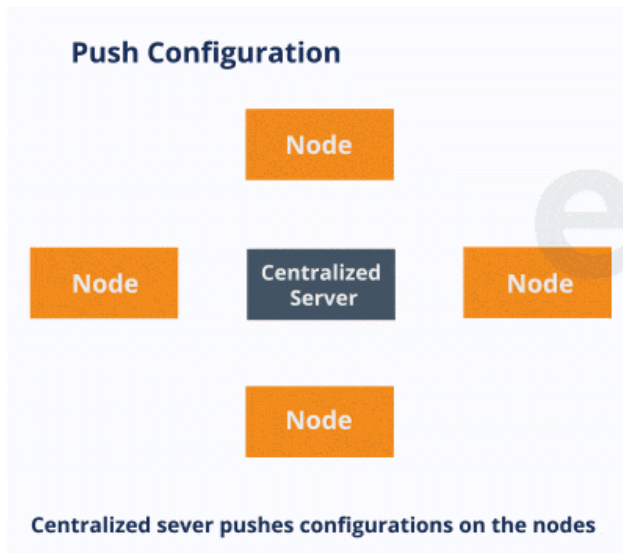 Push Configuration
Node
Node
Centralized
Server
Node
Node
Centralized sever pushes configurations on the nodes